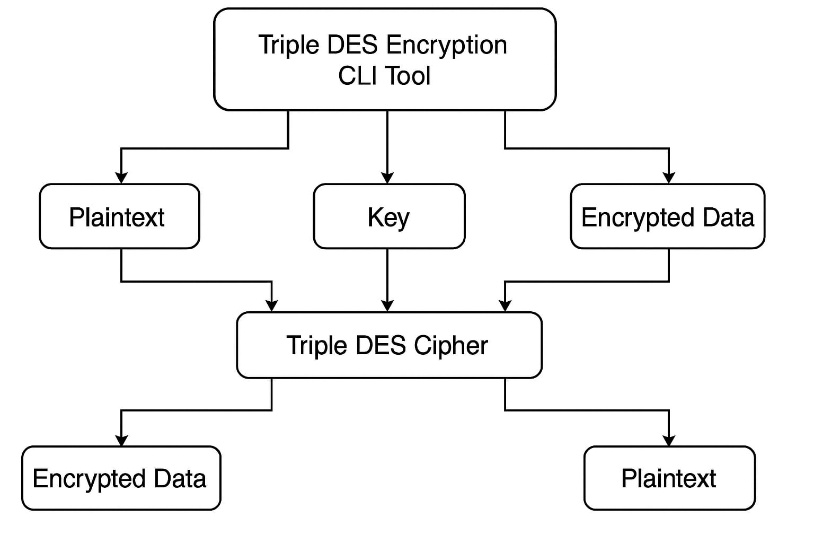 Triple DES Encryption
CLI Tool
Plaintext
Key
Encrypted Data
Triple DES Cipher
Encrypted Data
Plaintext